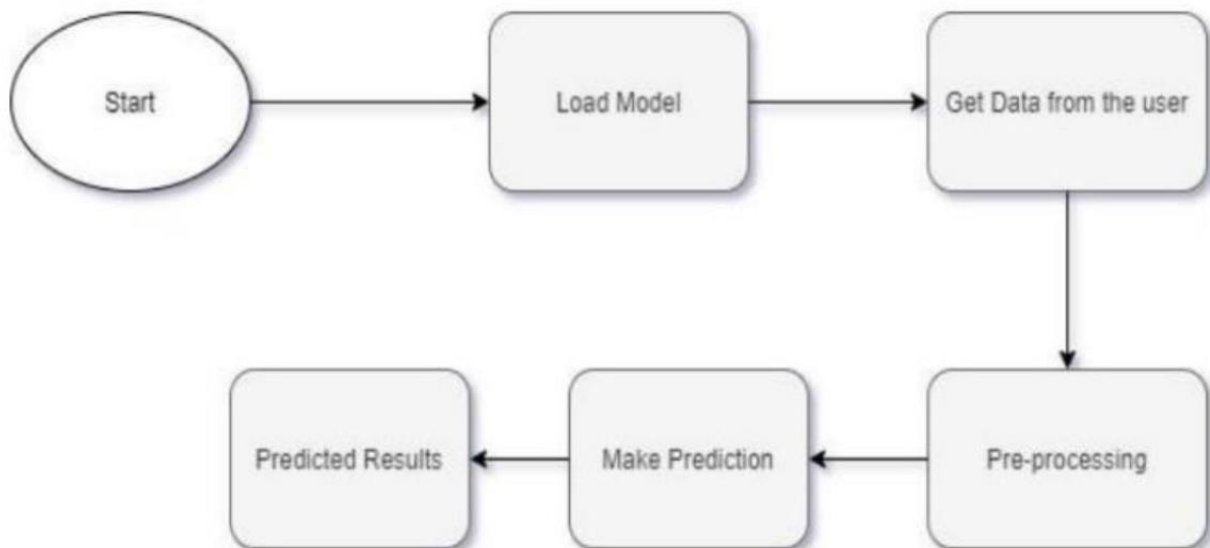 Start
Load Model
Get Data from the user
Pre-processing
Make Prediction
Predicted Results